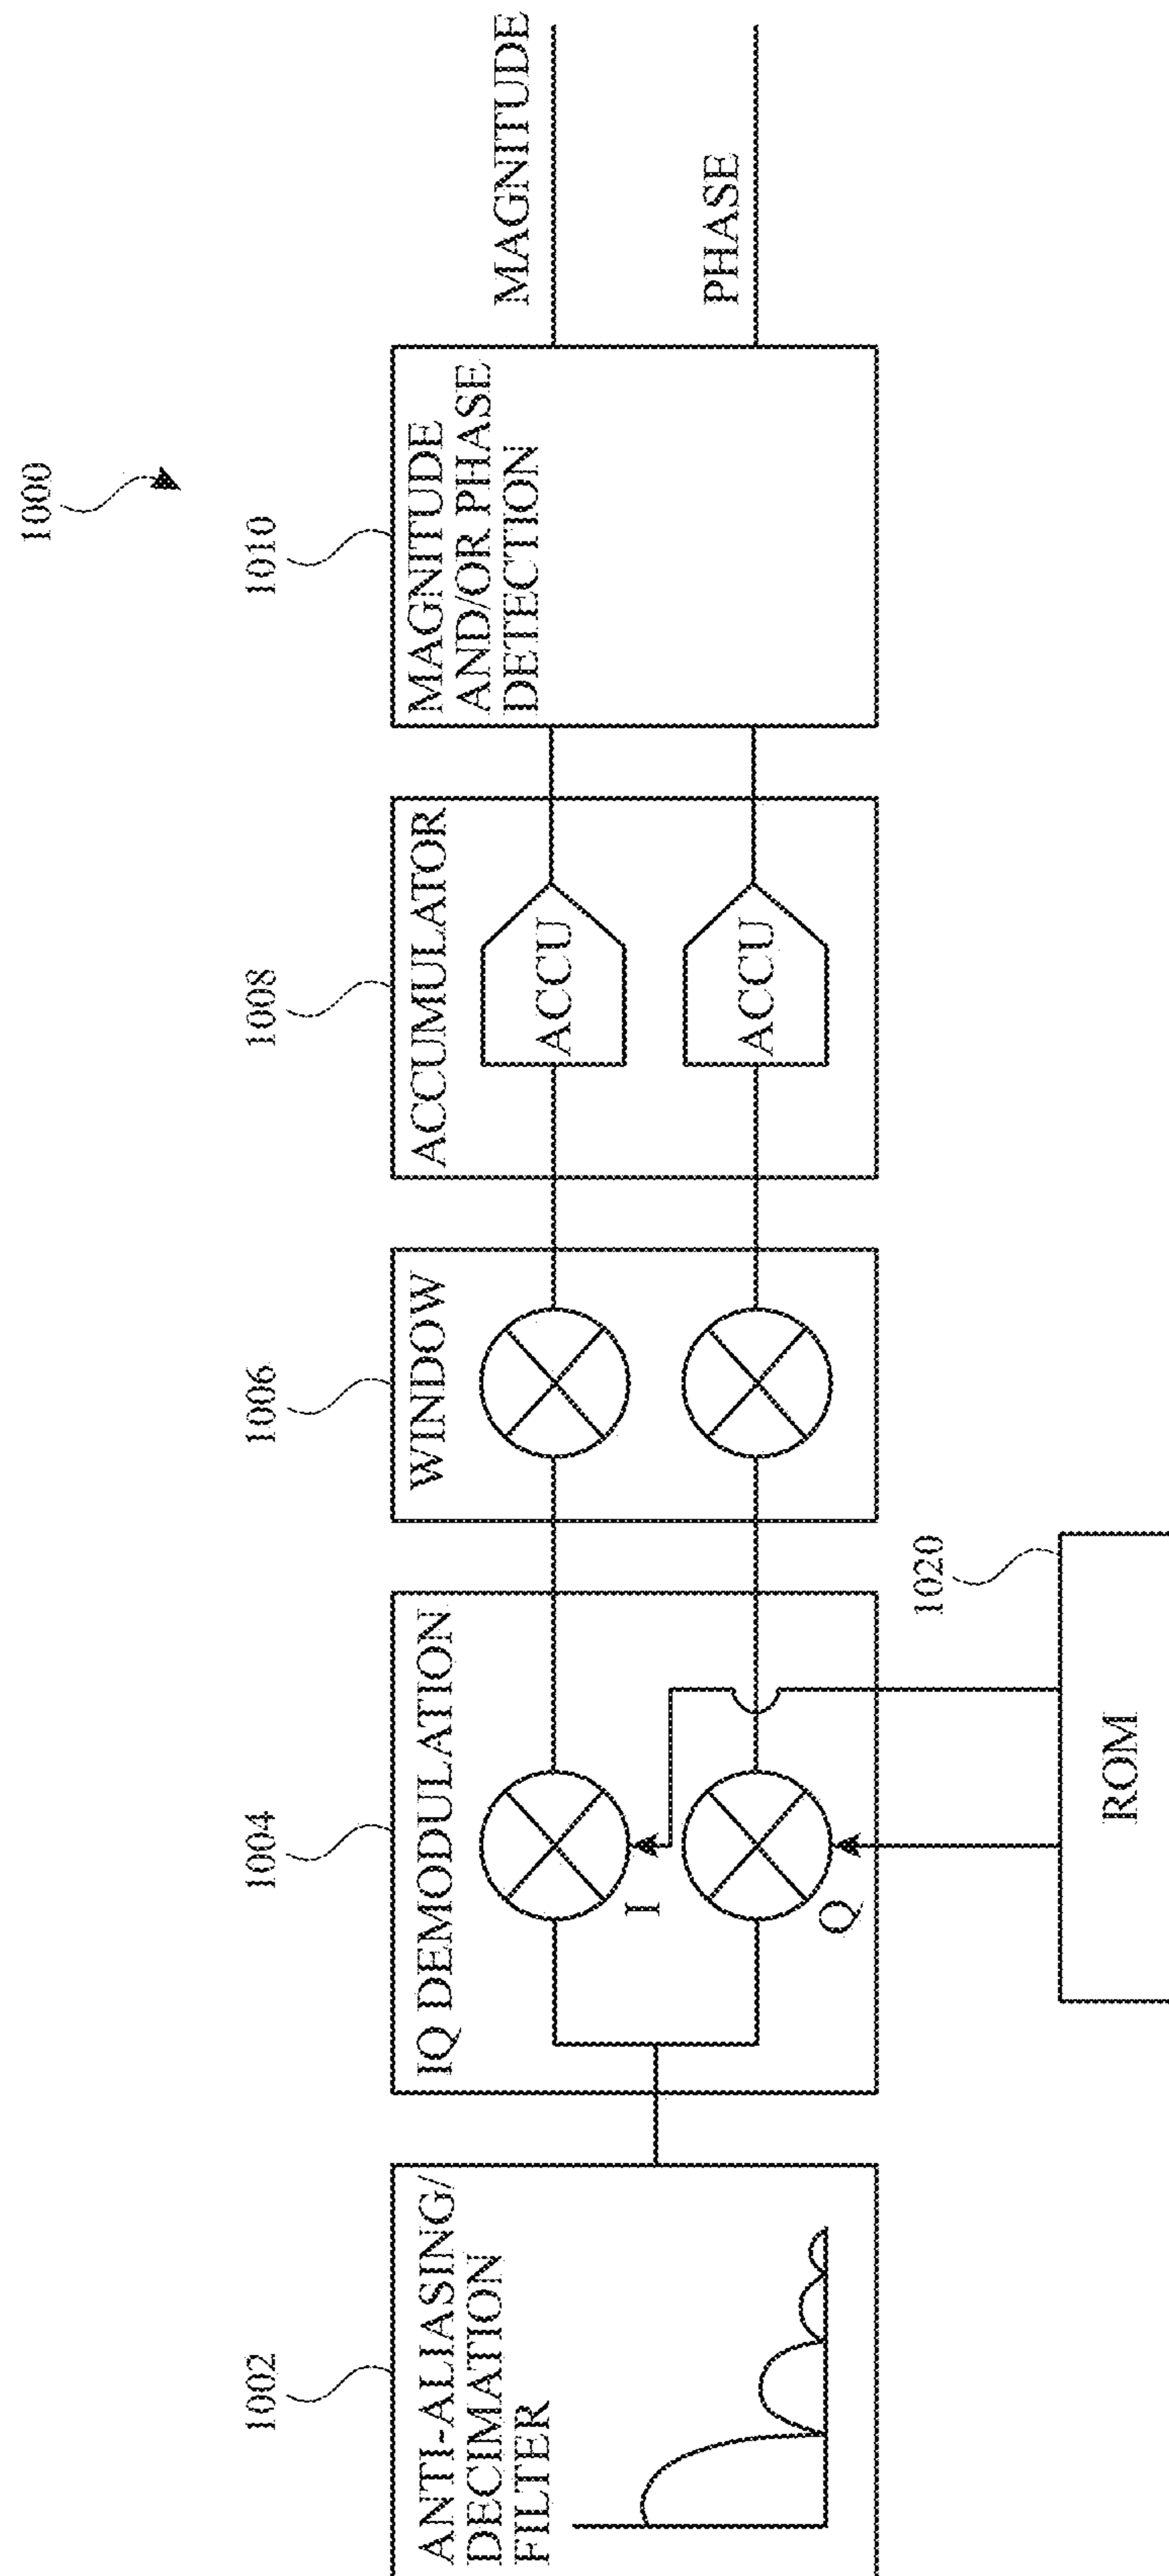 1000
1002
ANTI-ALIASING/
DECIMATION
FILTER
1004
IQ DEMODULATION
I
Q
1006
WINDOW
1008
ACCUMULATOR
ACCU
ACCU
1010
MAGNITUDE
AND/OR PHASE
DETECTION
MAGNITUDE
PHASE
1020
ROM